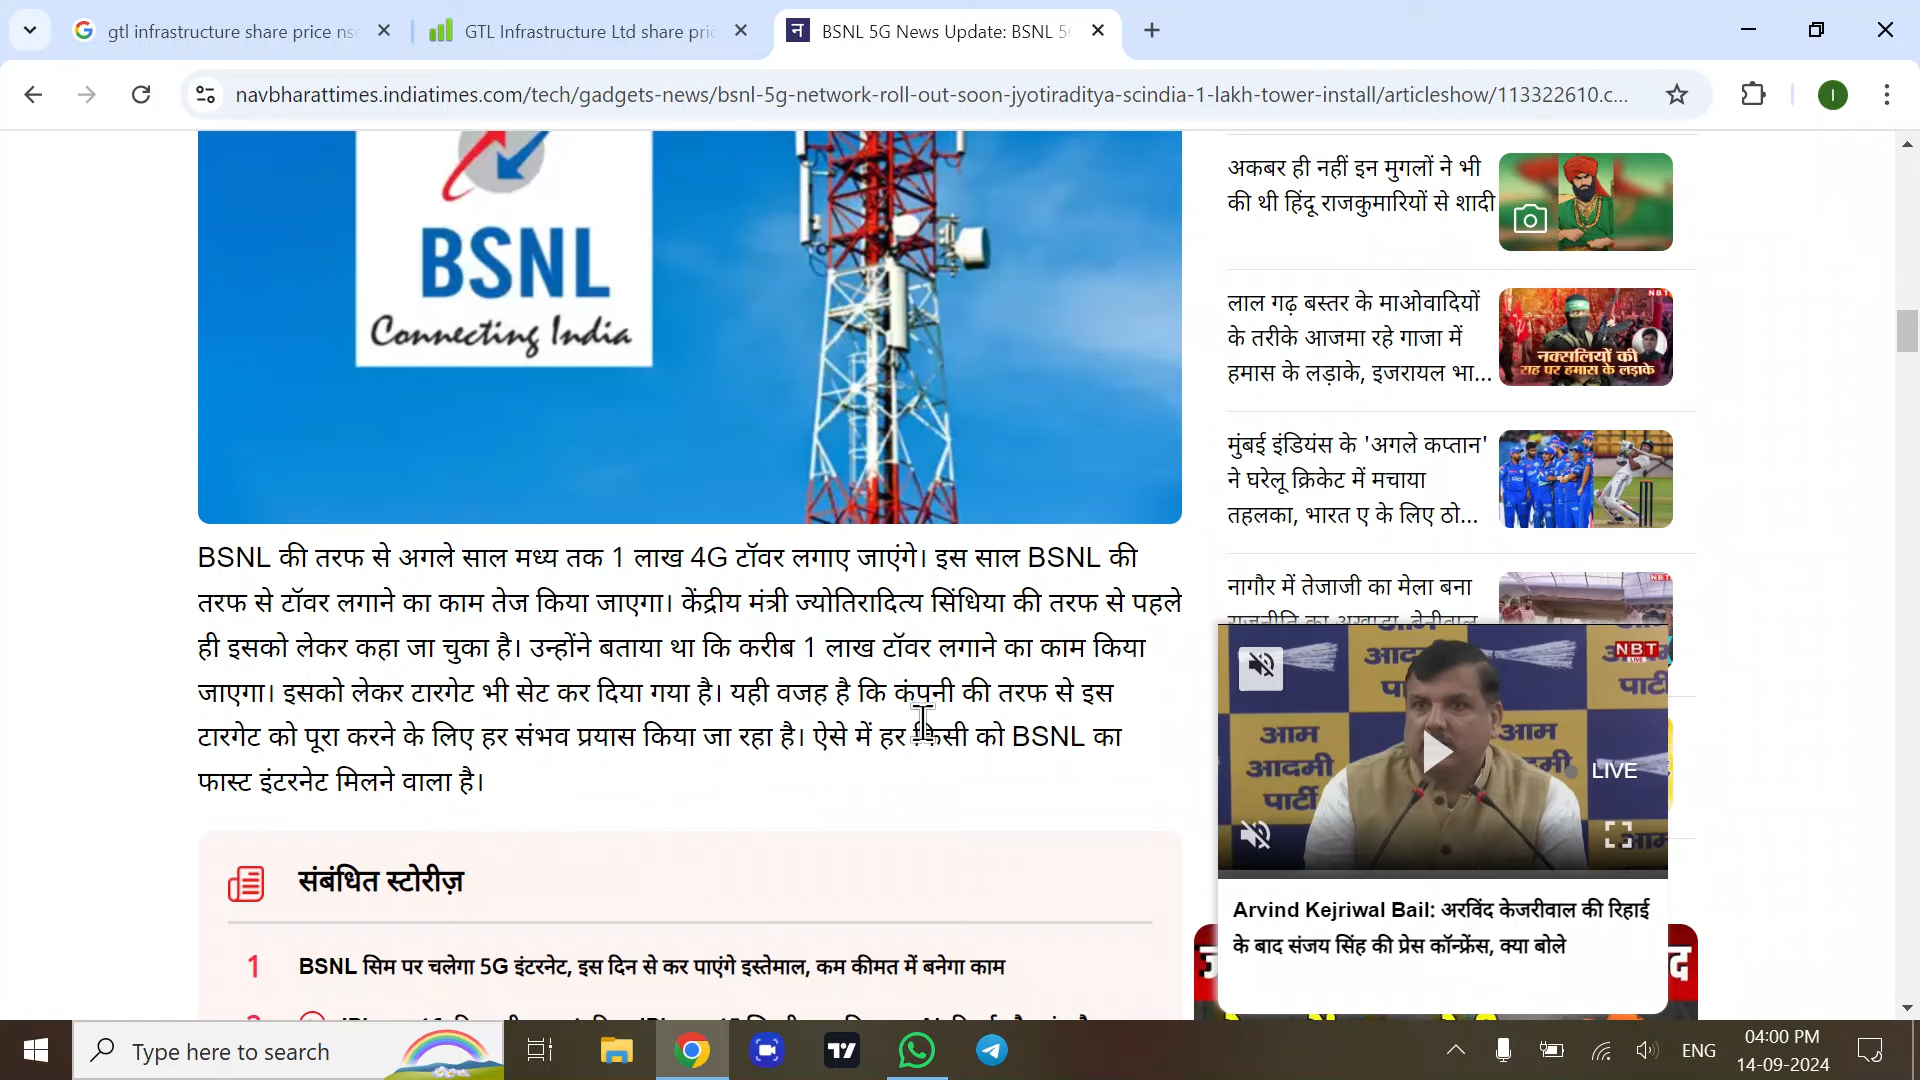 gtl infrastructure share price nse
GTL Infrastructure Ltd share pric
BSNL 5G News Update: BSNL 5G
navbharattimes.indiatimes.com/tech/gadgets-news/bsnl-5g-network-roll-out-soon-jyotiraditya-scindia-1-lakh-tower-install/articleshow/113322610.c...
I
BSNL
Connecting India
BSNL की तरफ से अगले साल मध्य तक 1 लाख 4G टॉवर लगाए जाएंगे। इस साल BSNL की
तरफ से टॉवर लगाने का काम तेज किया जाएगा। केंद्रीय मंत्री ज्योतिरादित्य सिंधिया की तरफ से पहले
ही इसको लेकर कहा जा चुका है। उन्होंने बताया था कि करीब 1 लाख टॉवर लगाने का काम किया
जाएगा। इसको लेकर टारगेट भी सेट कर दिया गया है। यही वजह है कि कंपनी की तरफ से इस
टारगेट को पूरा करने के लिए हर संभव प्रयास किया जा रहा है। ऐसे में हर किसी को BSNL का
फास्ट इंटरनेट मिलने वाला है।
संबंधित स्टोरीज़
1 BSNL सिम पर चलेगा 5G इंटरनेट, इस दिन से कर पाएंगे इस्तेमाल, कम कीमत में बनेगा काम
अकबर ही नहीं इन मुगलों ने भी
की थी हिंदू राजकुमारियों से शादी
लाल गढ़ बस्तर के माओवादियों
के तरीके आजमा रहे गाजा में
हमास के लड़ाके, इजरायल भा...
NBT
नक्सलियों की
राह पर हमास के लड़ाके
मुंबई इंडियंस के 'अगले कप्तान'
ने घरेलू क्रिकेट में मचाया
तहलका, भारत ए के लिए ठो...
नागौर में तेजाजी का मेला बना
NBT
NBT
LIVE
आम
आदमी
पार्टी
आम
LIVE
Arvind Kejriwal Bail: अरविंद केजरीवाल की रिहाई
के बाद संजय सिंह की प्रेस कॉन्फ्रेंस, क्या बोले
Type here to search
ENG
04:00 PM
14-09-2024